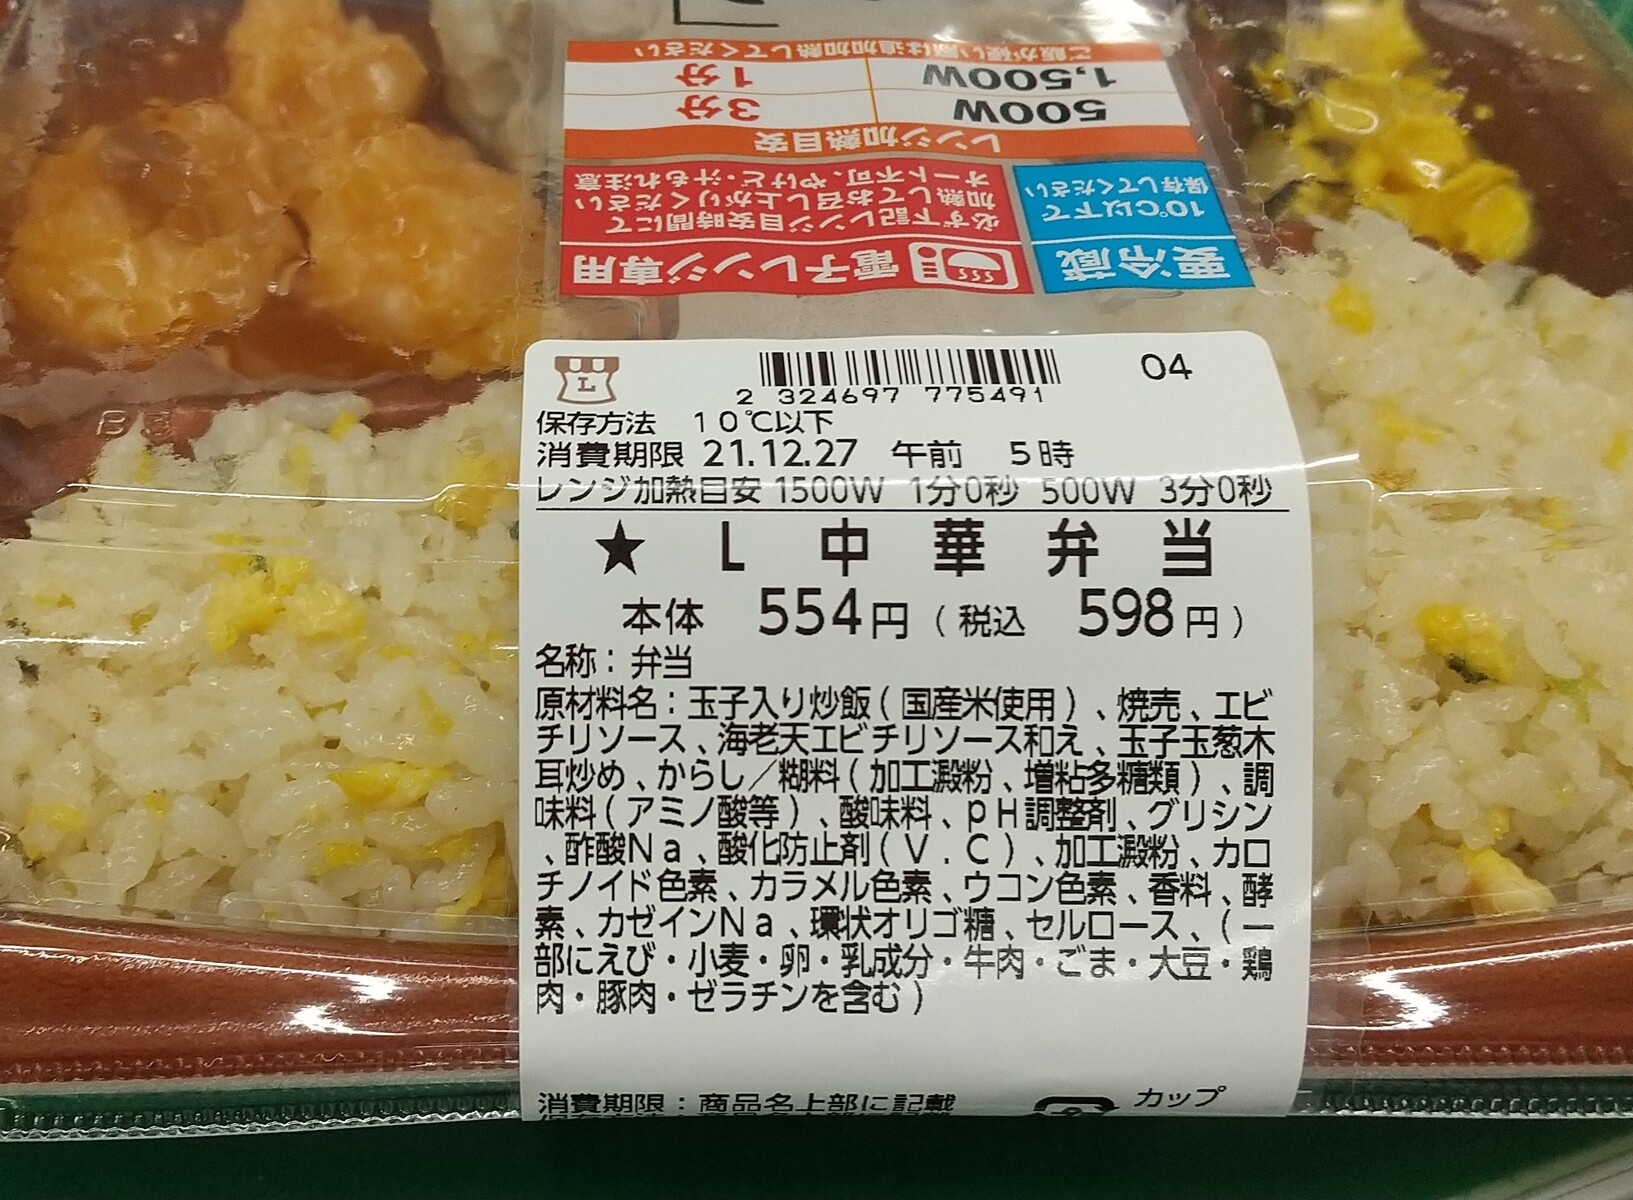 ご飯が硬い際は追加加熱してください
1,500W 1分
500W 3分
レンジ加熱目安
必ず下記レンジ目安時間にて
加熱してお召し上がりください
オート不可、やけど・汁もれ注意
電子レンジ専用
10℃以下で
保存してください
要冷蔵
04
2 324697 775491
保存方法 10℃以下
消費期限 21.12.27 午前 5時
レンジ加熱目安 1500W 1分0秒 500W 3分0秒
★ L 中 華 弁 当
本体 554円 ( 税込 598円 )
名称:弁当
原材料名:玉子入り炒飯(国産米使用)、焼売、エビ
チリソース、海老天エビチリソース和え、玉子玉葱木
耳炒め、からし/糊料(加工澱粉、増粘多糖類)、調
味料(アミノ酸等)、酸味料、pH調整剤、グリシン
、酢酸Na、酸化防止剤(V.C)、加工澱粉、カロ
チノイド色素、カラメル色素、ウコン色素、香料、酵
素、カゼインNa、環状オリゴ糖、セルロース、(一
部にえび・小麦・卵・乳成分・牛肉・ごま・大豆・鶏
肉・豚肉・ゼラチンを含む)
消費期限:商品名上部に記載
カップ